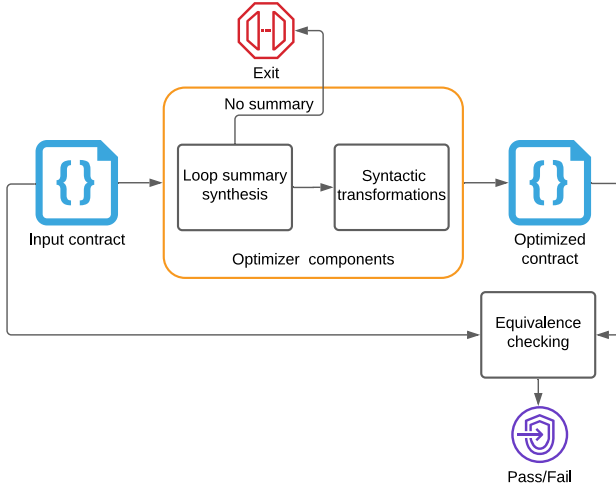 Exit
No summary
Loop summary
synthesis
Syntactic
transformations
{ }
Input contract
{ }
Optimized
contract
Optimizer components
Equivalence
checking
Pass/Fail